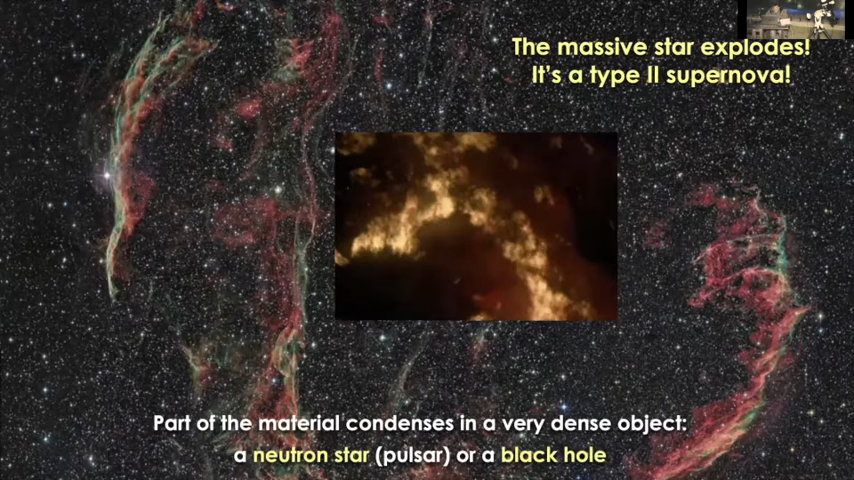 The massive star explodes!
It's a type II supernova!
Part of the material condenses in a very dense object:
a neutron star (pulsar) or a black hole